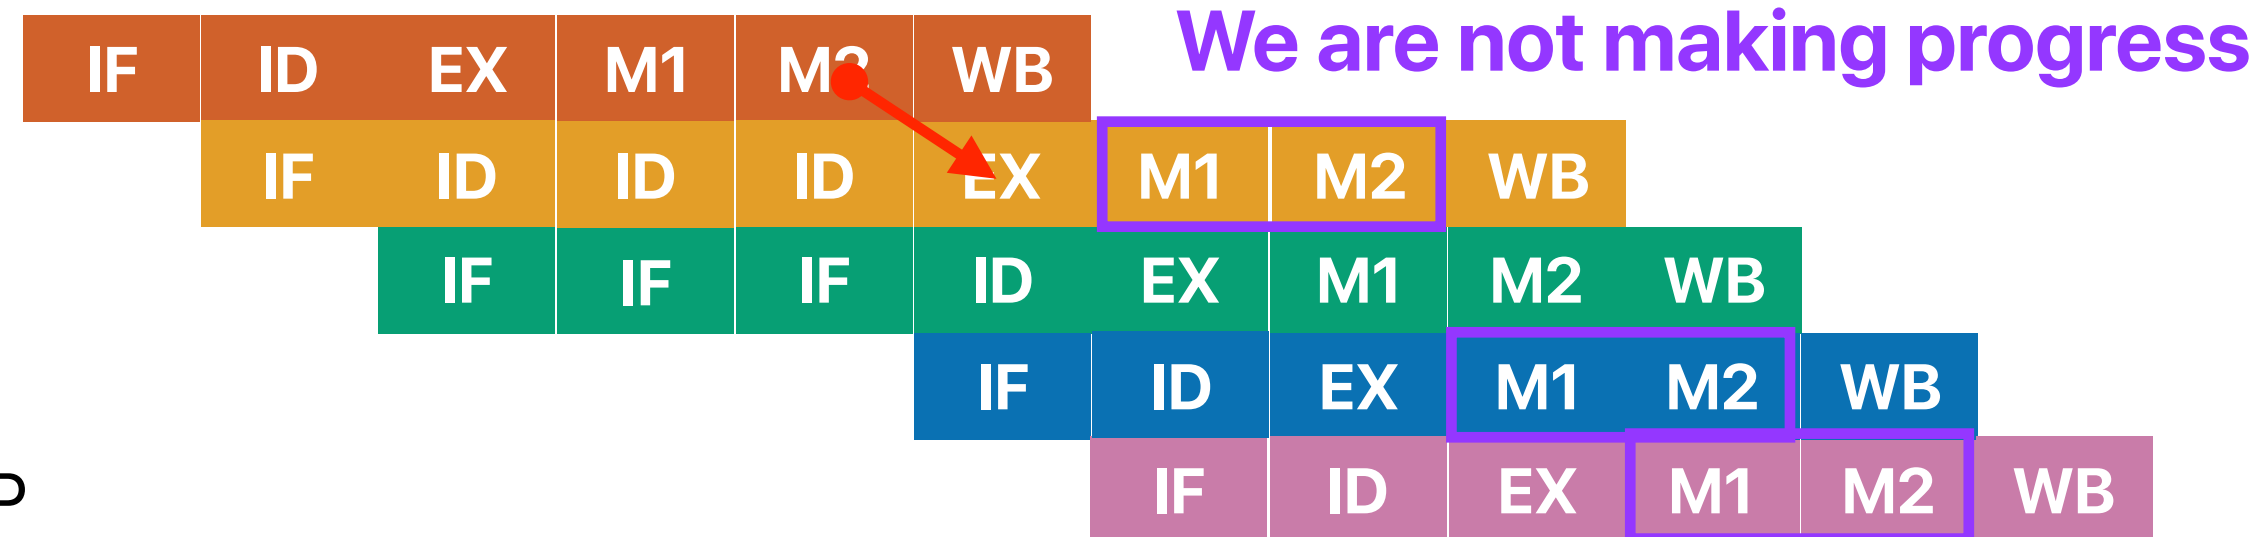 We are not making progress
IF ID EX M1 M2 WB
IF ID ID ID EX M1 M2 WB
IF IF IF ID EX M1 M2 WB
IF ID EX M1 M2 WB
IF ID EX M1 M2 WB